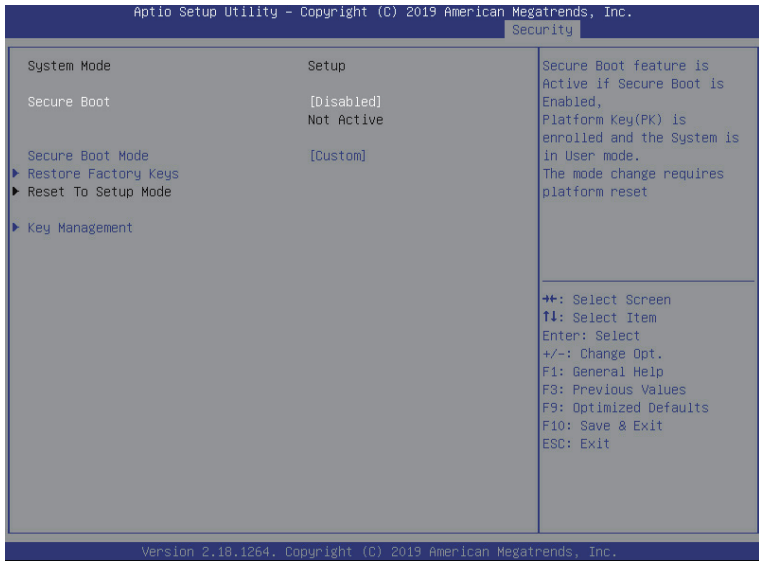 Aptio Setup Utility – Copyright (C) 2019 American Megatrends, Inc.
Security
System Mode Setup
Secure Boot [Disabled]
Not Active
Secure Boot Mode [Custom]
Restore Factory Keys
Reset To Setup Mode
Key Management
Secure Boot feature is
Active if Secure Boot is
Enabled,
Platform Key(PK) is
enrolled and the System is
in User mode.
The mode change requires
platform reset
→←: Select Screen
↑↓: Select Item
Enter: Select
+/-: Change Opt.
F1: General Help
F3: Previous Values
F9: Optimized Defaults
F10: Save & Exit
ESC: Exit
Version 2.18.1264. Copyright (C) 2019 American Megatrends, Inc.